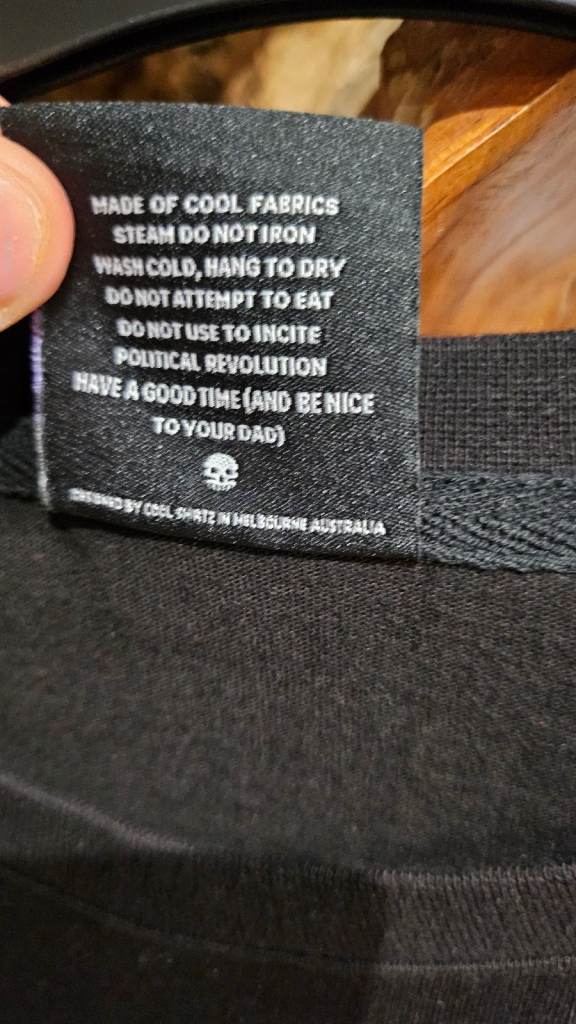 MADE OF COOL FABRICS
STEAM DO NOT IRON
WASH COLD, HANG TO DRY
DO NOT ATTEMPT TO EAT
DO NOT USE TO INCITE
POLITICAL REVOLUTION
HAVE A GOOD TIME (AND BE NICE
TO YOUR DAD)
DESIGNED BY COOL SHIRTZ IN MELBOURNE AUSTRALIA